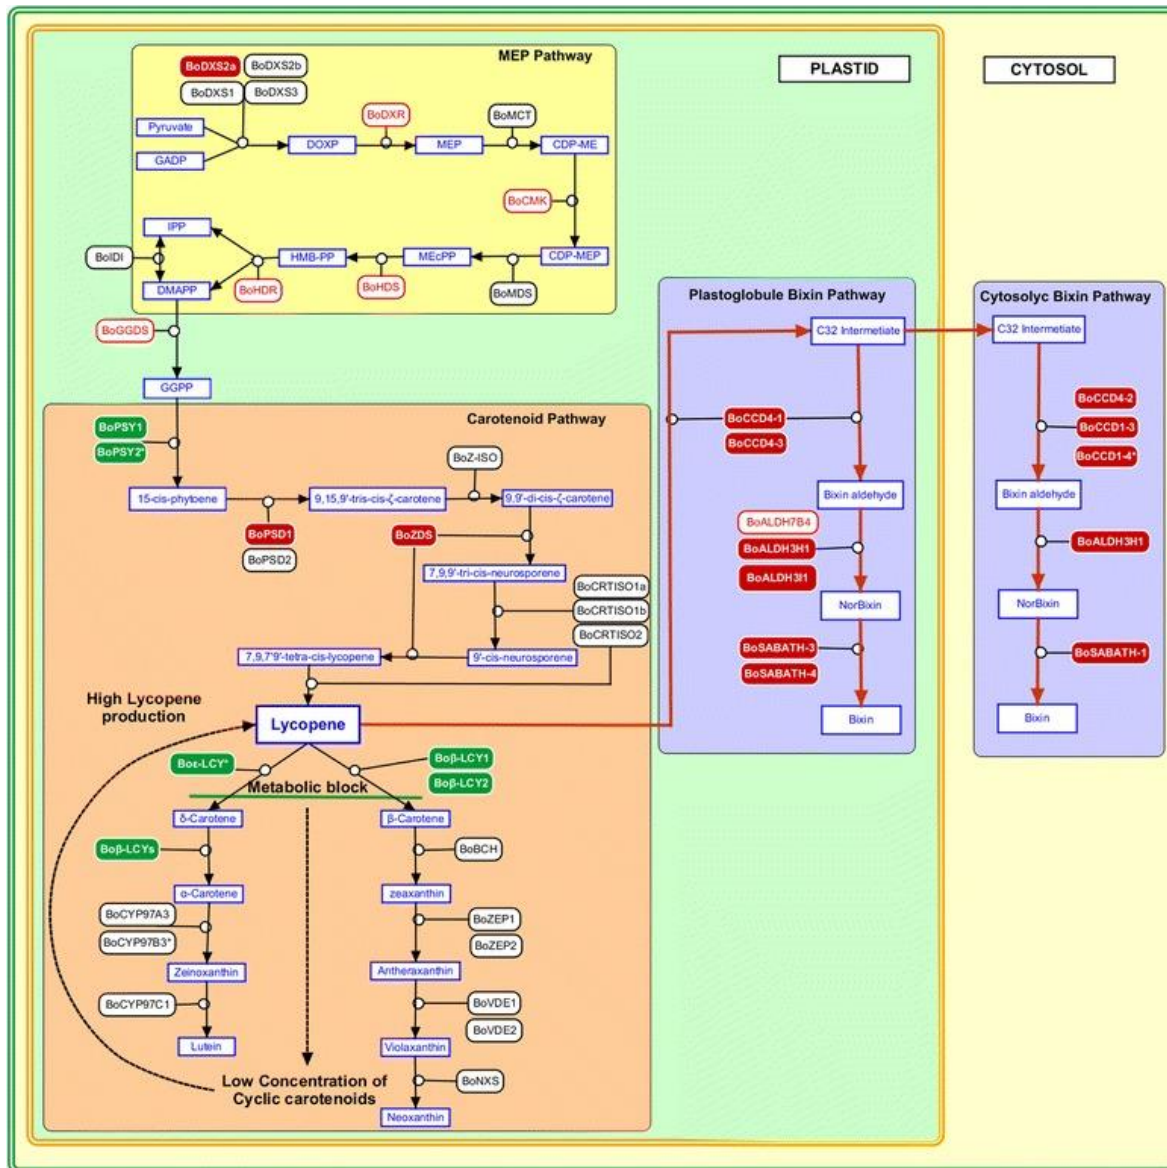 MEP Pathway
PLASTID
CYTOSOL
BoDXS2a
BoDXS2b
BoDXS1
BoDXS3
Pyruvate
GADP
DOXP
BoDXR
MEP
BoMCT
CDP-ME
BoCMK
IPP
BoIDI
DMAPP
BoHDR
HMB-PP
BoHDS
MEcPP
BoMDS
CDP-MEP
BoGGDS
GGPP
Plastoglobule Bixin Pathway
C32 Intermetiate
BoCCD4-1
BoCCD4-3
Bixin aldehyde
BoALDH7B4
BoALDH3H1
BoALDH3I1
NorBixin
BoSABATH-3
BoSABATH-4
Bixin
Cytosolyc Bixin Pathway
C32 Intermetiate
BoCCD4-2
BoCCD1-3
BoCCD1-4*
Bixin aldehyde
BoALDH3H1
NorBixin
BoSABATH-1
Bixin
Carotenoid Pathway
BoPSY1
BoPSY2*
15-cis-phytoene
BoPSD1
BoPSD2
9,15,9'-tris-cis-ζ-carotene
BoZ-ISO
9,9'-di-cis-ζ-carotene
BoZDS
7,9,9'-tri-cis-neurosporene
BoCRTISO1a
BoCRTISO1b
BoCRTISO2
9'-cis-neurosporene
7,9,7'9'-tetra-cis-lycopene
High Lycopene
production
Lycopene
Boε-LCY*
Boβ-LCY1
Boβ-LCY2
Metabolic block
δ-Carotene
β-Carotene
Boβ-LCYs
BoBCH
α-Carotene
zeaxanthin
BoCYP97A3
BoCYP97B3*
BoZEP1
BoZEP2
Zeinoxanthin
Antheraxanthin
BoCYP97C1
BoVDE1
BoVDE2
Lutein
Violaxanthin
Low Concentration of
Cyclic carotenoids
BoNXS
Neoxanthin